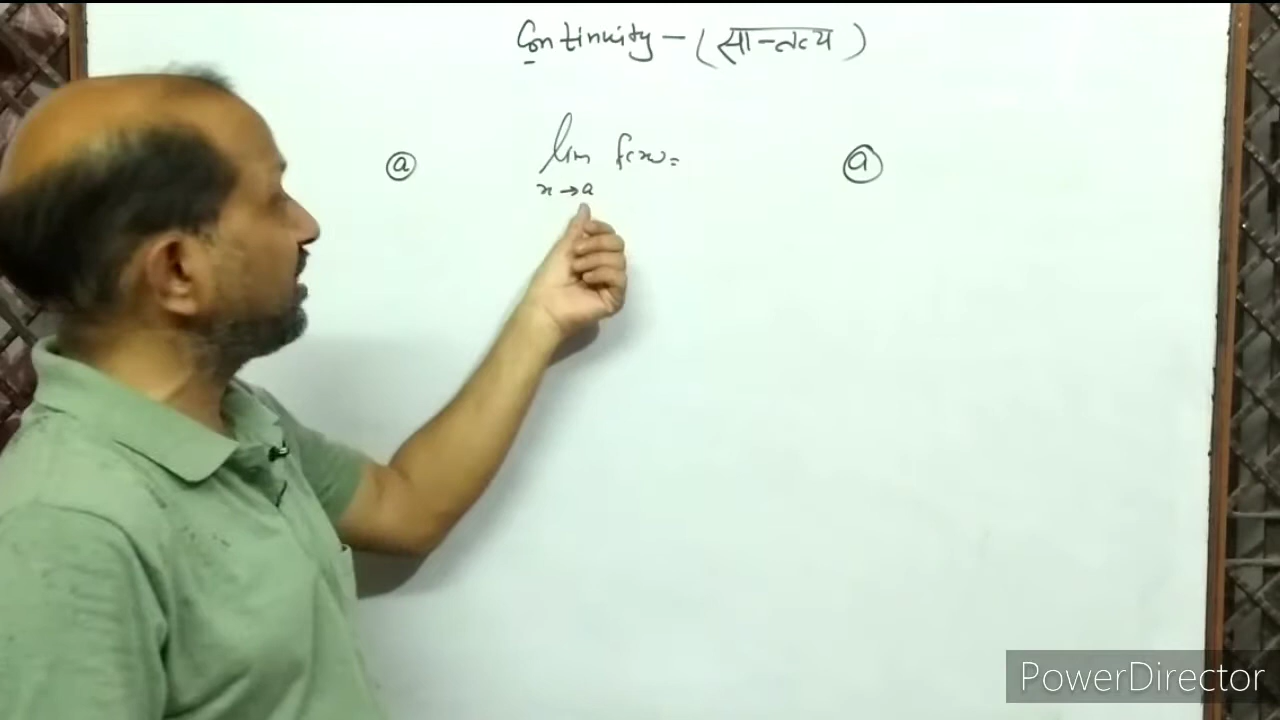 Continuity - (सा-तत्य)
ⓐ lim f(x) = ⓐ
x→a
PowerDirector